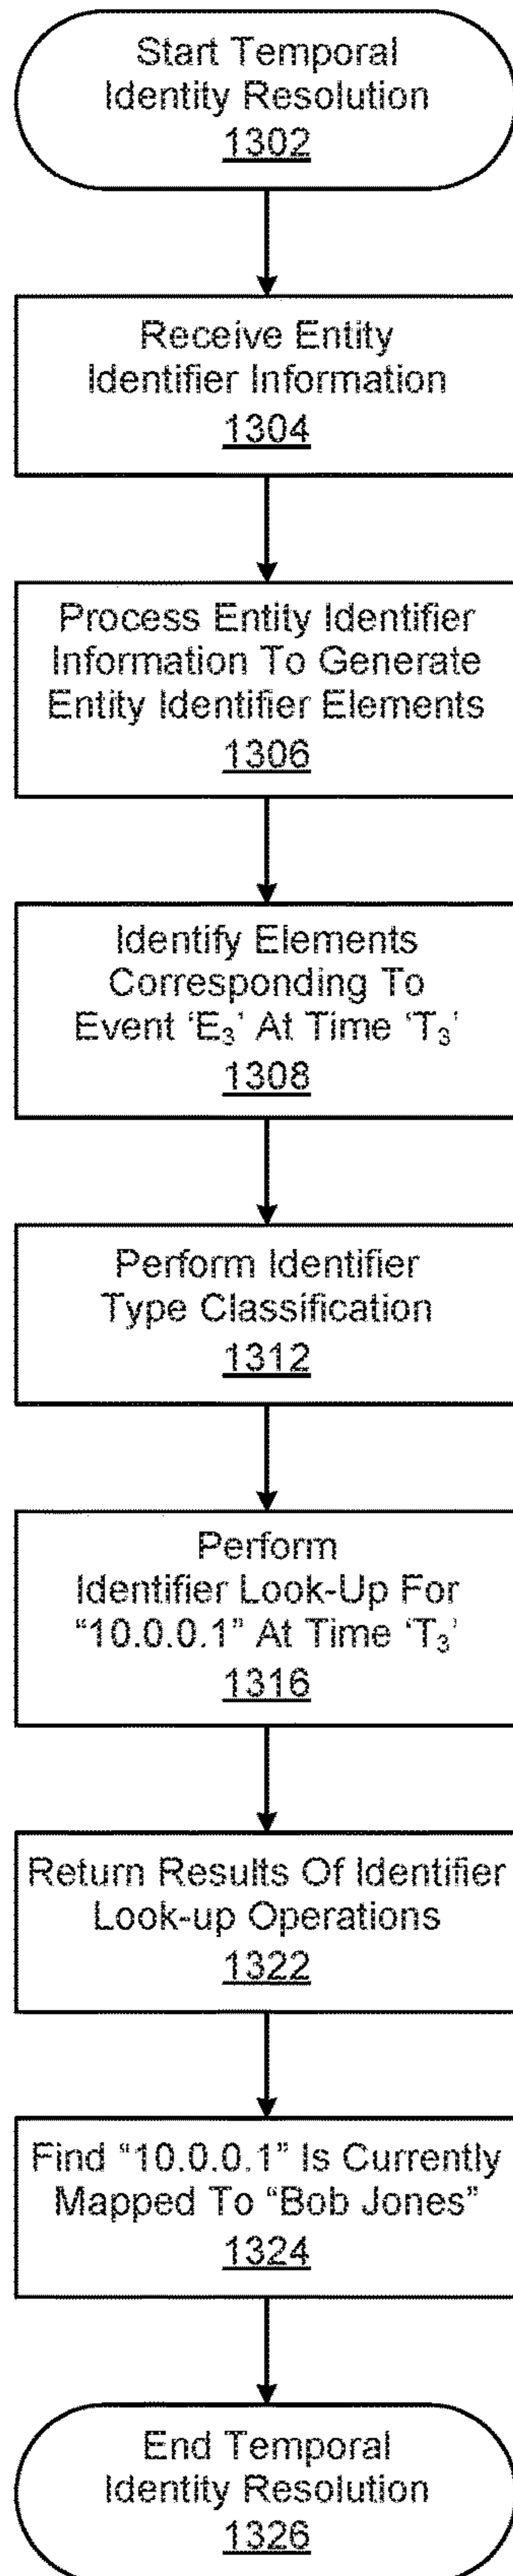 Start Temporal
Identity Resolution
1302
Receive Entity
Identifier Information
1304
Process Entity Identifier
Information To Generate
Entity Identifier Elements
1306
Identify Elements
Corresponding To
Event ‘E₃’ At Time ‘T₃’
1308
Perform Identifier
Type Classification
1312
Perform
Identifier Look-Up For
“10.0.0.1” At Time ‘T₃’
1316
Return Results Of Identifier
Look-up Operations
1322
Find “10.0.0.1” Is Currently
Mapped To “Bob Jones”
1324
End Temporal
Identity Resolution
1326